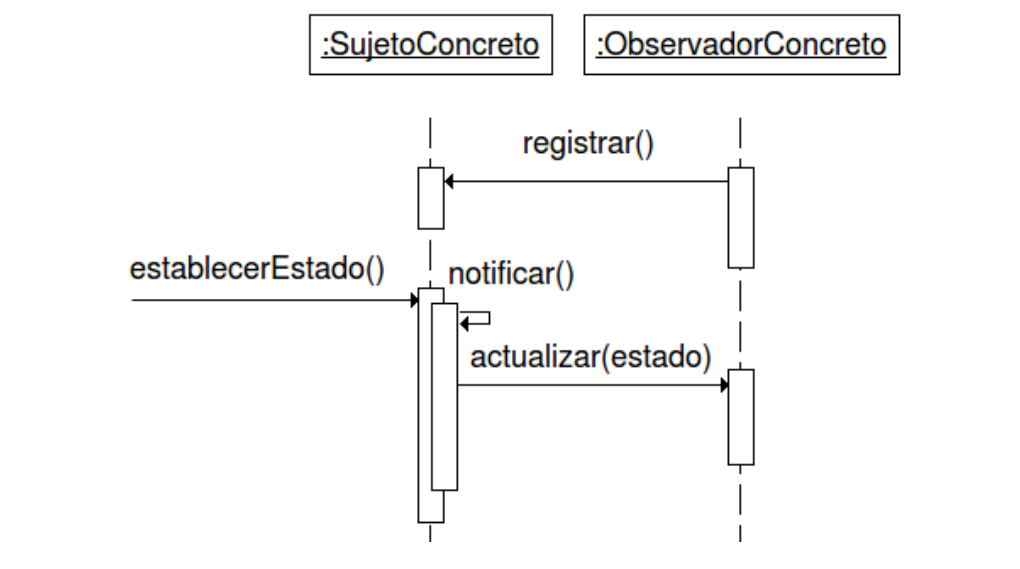 :SujetoConcreto
:ObservadorConcreto
registrar()
establecerEstado()
notificar()
actualizar(estado)